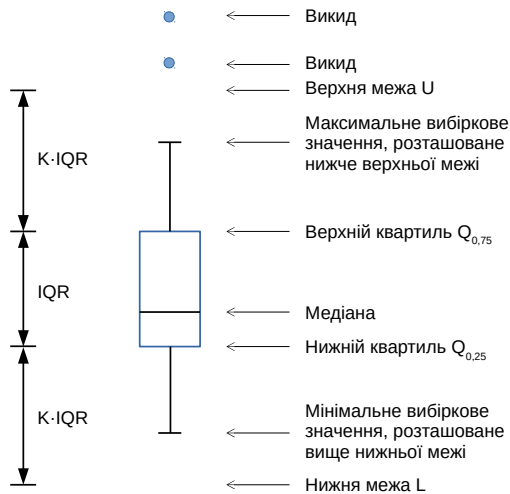 Викид
Викид
Верхня межа U
Максимальне вибіркове
значення, розташоване
нижче верхньої межі
K·IQR
Верхній квартиль Q0,75
IQR
Медіана
Нижній квартиль Q0,25
K·IQR
Мінімальне вибіркове
значення, розташоване
вище нижньої межі
Нижня межа L